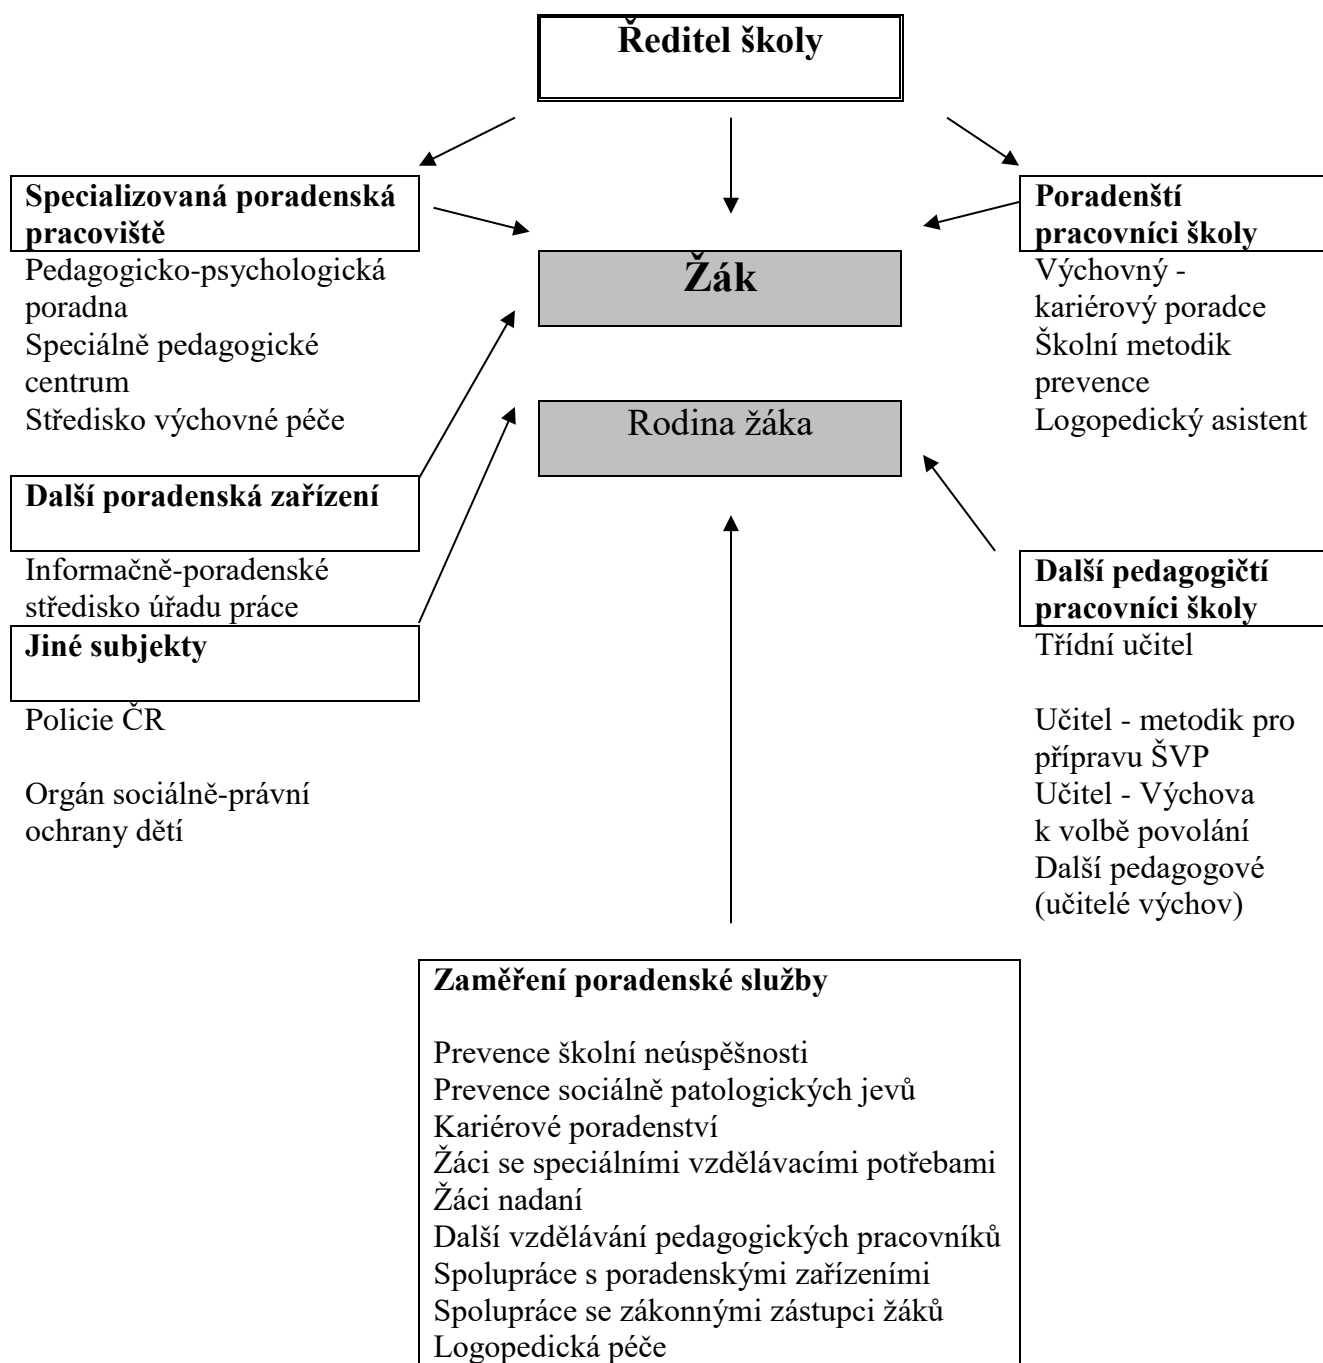 Ředitel školy
Specializovaná poradenská
pracoviště
Pedagogicko-psychologická
poradna
Speciálně pedagogické
centrum
Středisko výchovné péče
Další poradenská zařízení
Informačně-poradenské
středisko úřadu práce
Jiné subjekty
Policie ČR
Orgán sociálně-právní
ochrany dětí
Žák
Rodina žáka
Poradenští
pracovníci školy
Výchovný -
kariérový poradce
Školní metodik
prevence
Logopedický asistent
Další pedagogičtí
pracovníci školy
Třídní učitel
Učitel - metodik pro
přípravu ŠVP
Učitel - Výchova
k volbě povolání
Další pedagogové
(učitelé výchov)
Zaměření poradenské služby
Prevence školní neúspěšnosti
Prevence sociálně patologických jevů
Kariérové poradenství
Žáci se speciálními vzdělávacími potřebami
Žáci nadaní
Další vzdělávání pedagogických pracovníků
Spolupráce s poradenskými zařízeními
Spolupráce se zákonnými zástupci žáků
Logopedická péče